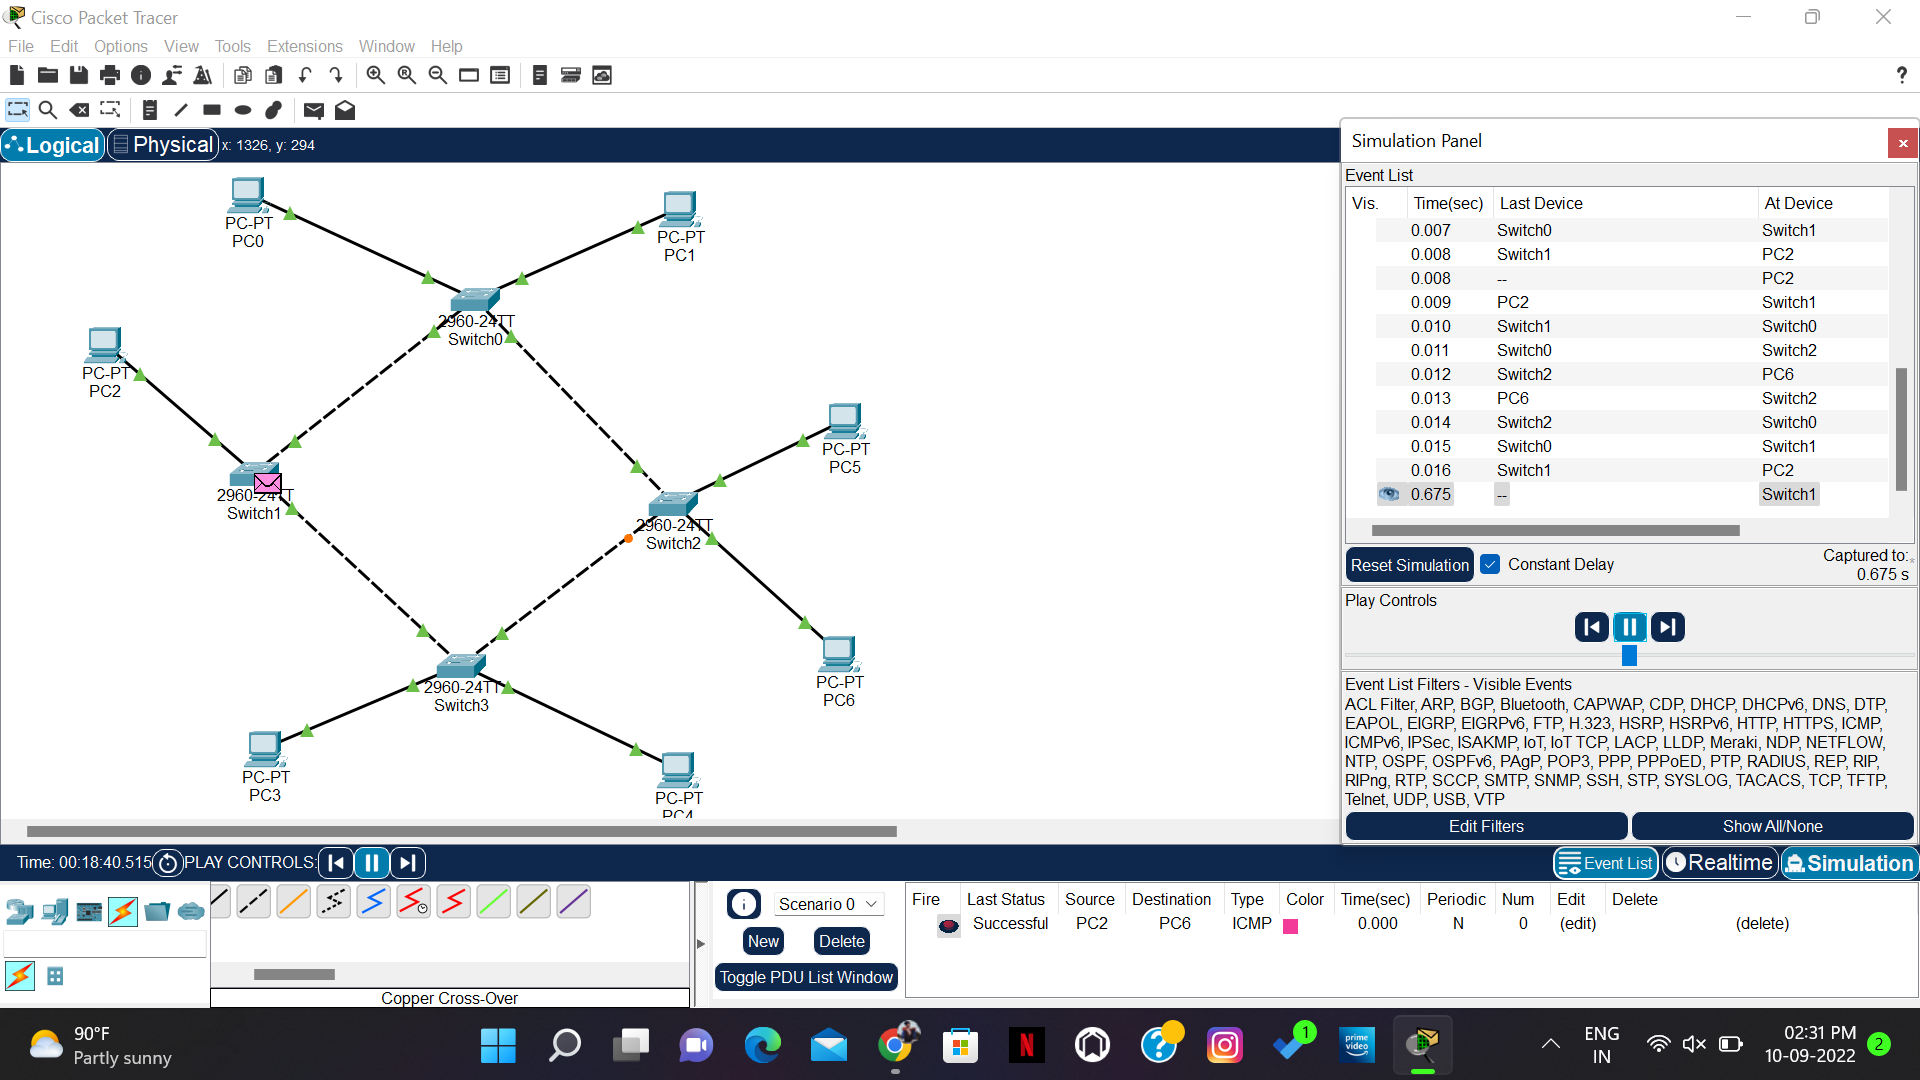 Cisco Packet Tracer
File Edit Options View Tools Extensions Window Help
?
Logical Physical x: 1326, y: 294
PC-PT
PC0
PC-PT
PC1
2960-24TT
Switch0
PC-PT
PC2
PC-PT
PC5
2960-24TT
Switch1
2960-24TT
Switch2
PC-PT
PC6
2960-24TT
Switch3
PC-PT
PC3
PC-PT
PC4
Simulation Panel
x
Event List
Vis. Time(sec) Last Device At Device
0.007 Switch0 Switch1
0.008 Switch1 PC2
0.008 -- PC2
0.009 PC2 Switch1
0.010 Switch1 Switch0
0.011 Switch0 Switch2
0.012 Switch2 PC6
0.013 PC6 Switch2
0.014 Switch2 Switch0
0.015 Switch0 Switch1
0.016 Switch1 PC2
0.675 -- Switch1
Reset Simulation Constant Delay Captured to:*
0.675 s
Play Controls
Event List Filters - Visible Events
ACL Filter, ARP, BGP, Bluetooth, CAPWAP, CDP, DHCP, DHCPv6, DNS, DTP,
EAPOL, EIGRP, EIGRPv6, FTP, H.323, HSRP, HSRPv6, HTTP, HTTPS, ICMP,
ICMPv6, IPSec, ISAKMP, IoT, IoT TCP, LACP, LLDP, Meraki, NDP, NETFLOW,
NTP, OSPF, OSPFv6, PAgP, POP3, PPP, PPPoED, PTP, RADIUS, REP, RIP,
RIPng, RTP, SCCP, SMTP, SNMP, SSH, STP, SYSLOG, TACACS, TCP, TFTP,
Telnet, UDP, USB, VTP
Edit Filters Show All/None
Time: 00:18:40.515 PLAY CONTROLS: Event List Realtime Simulation
Scenario 0
New Delete
Toggle PDU List Window
Fire Last Status Source Destination Type Color Time(sec) Periodic Num Edit Delete
Successful PC2 PC6 ICMP 0.000 N 0 (edit) (delete)
Copper Cross-Over
90°F
Partly sunny
N
?
1
prime
video
ENG
IN
02:31 PM
10-09-2022
2